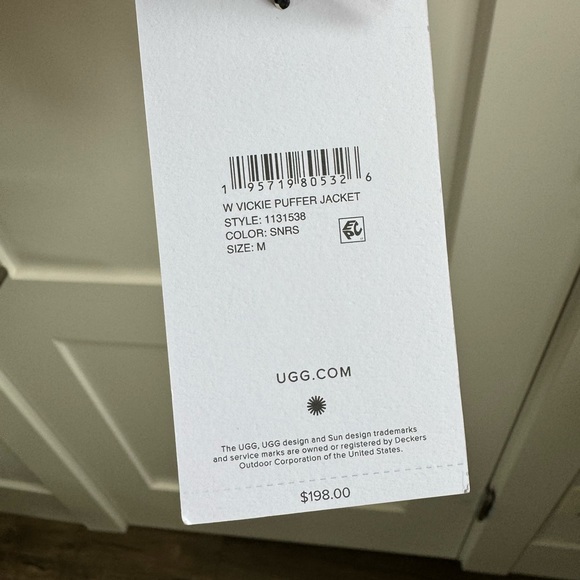 1 95719 80532 6
W VICKIE PUFFER JACKET
STYLE: 1131538
COLOR: SNRS
SIZE: M
EPC
UGG.COM
The UGG, UGG design and Sun design trademarks
and service marks are owned or registered by Deckers
Outdoor Corporation of the United States.
$198.00